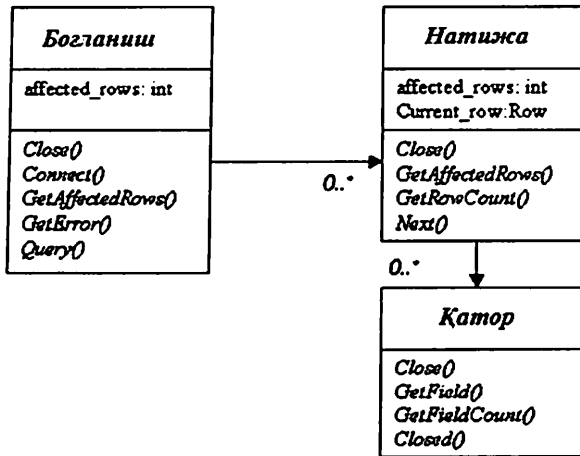 Богланиш
affected_rows: int
Close()
Connect()
GetAffectedRows()
GetError()
Query()
0..*
Натижа
affected_rows: int
Current_row:Row
Close()
GetAffectedRows()
GetRowCount()
Next()
0..*
Қатор
Close()
GetField()
GetFieldCount()
Closed()